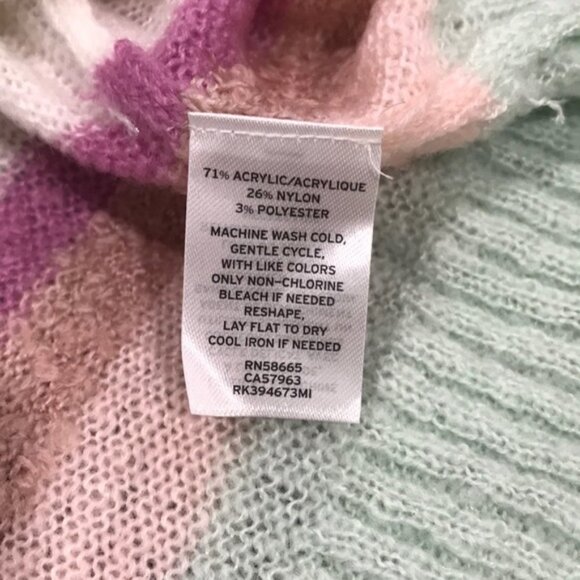 71% ACRYLIC/ACRYLIQUE
26% NYLON
3% POLYESTER
MACHINE WASH COLD,
GENTLE CYCLE,
WITH LIKE COLORS
ONLY NON-CHLORINE
BLEACH IF NEEDED
RESHAPE,
LAY FLAT TO DRY
COOL IRON IF NEEDED
RN58665
CA57963
RK394673MI